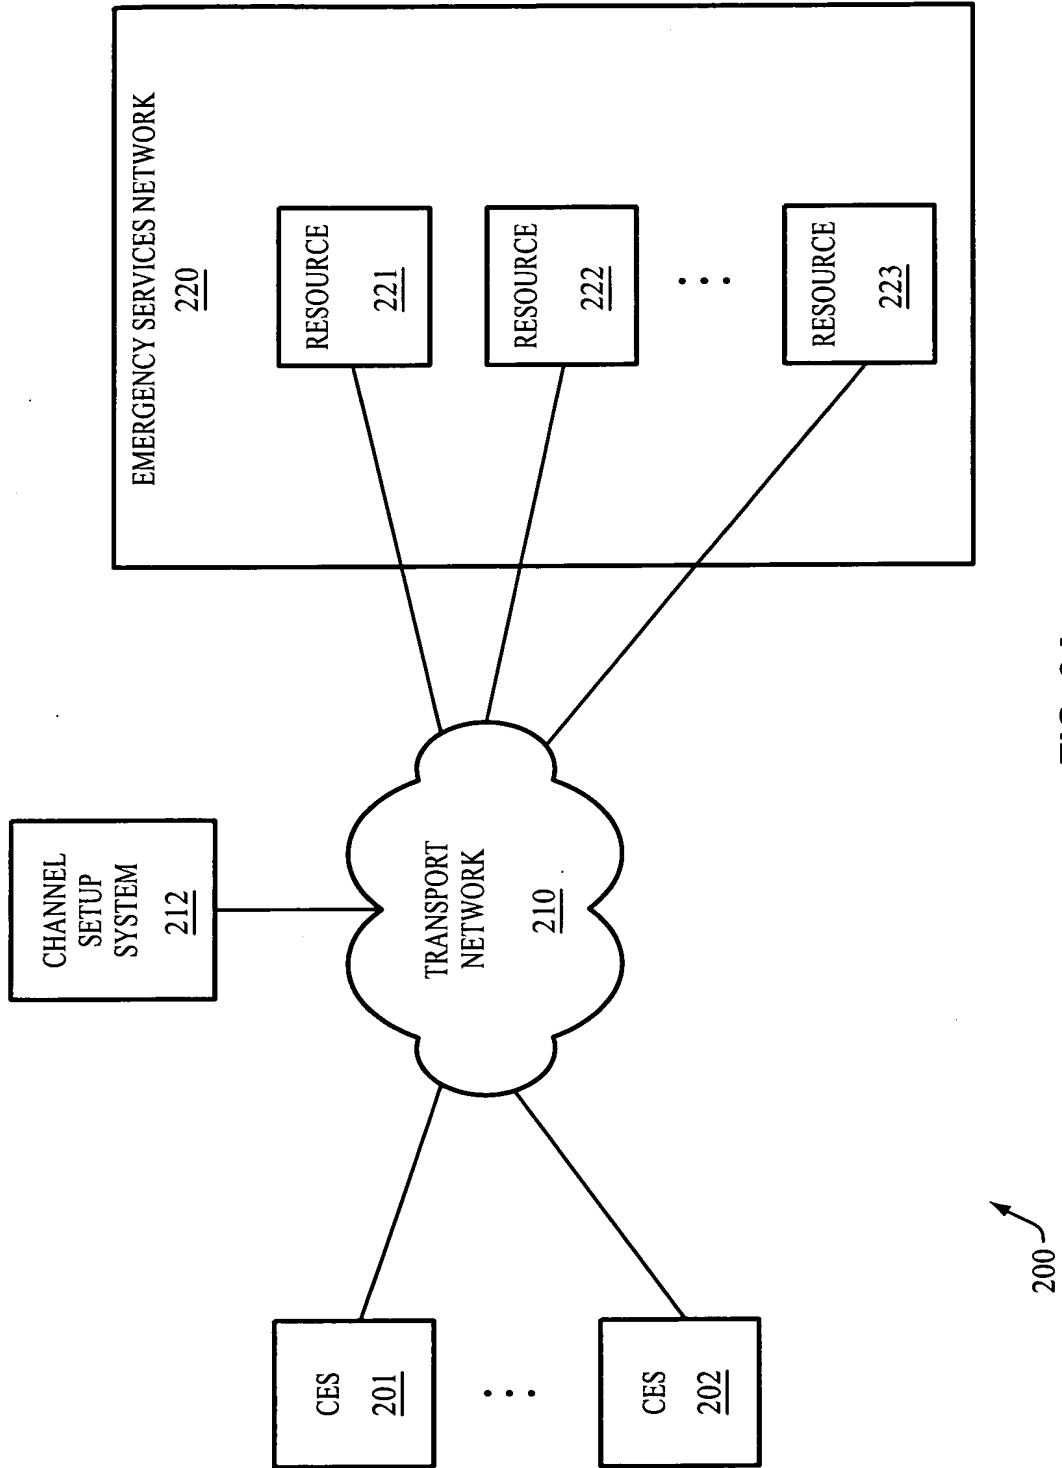 EMERGENCY SERVICES NETWORK
220
CHANNEL
SETUP
SYSTEM
212
RESOURCE
221
RESOURCE
222
RESOURCE
223
TRANSPORT
NETWORK
210
CES
201
CES
202
200